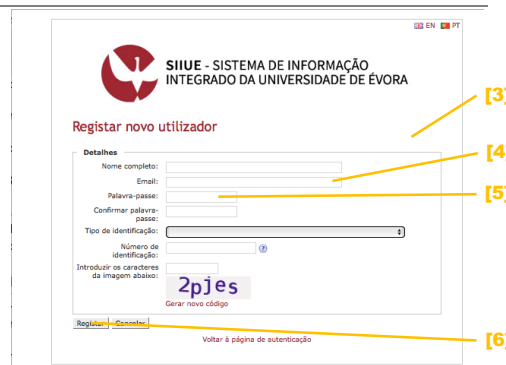 EN PT
SIIUE - SISTEMA DE INFORMAÇÃO
INTEGRADO DA UNIVERSIDADE DE ÉVORA
[3]
Registar novo utilizador
[4]
Detalhes
Nome completo:
Email:
Palavra-passe:
[5]
Confirmar palavra-
passe:
Tipo de identificação:
Número de
identificação:
?
Introduzir os caracteres
da imagem abaixo:
2pjes
Gerar novo código
Registar Cancelar
[6]
Voltar à página de autenticação